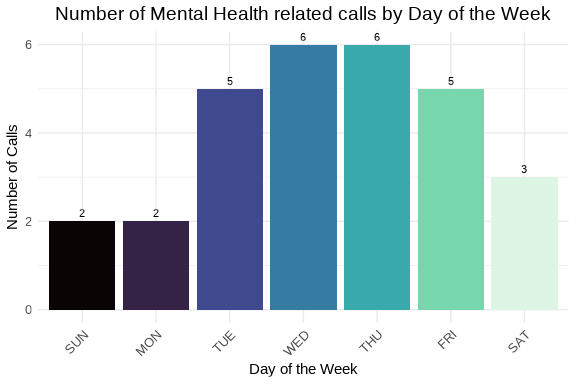 Number of Mental Health related calls by Day of the Week
Number of Calls
6
4
2
0
2
2
5
6
6
5
3
SUN
MON
TUE
WED
THU
FRI
SAT
Day of the Week